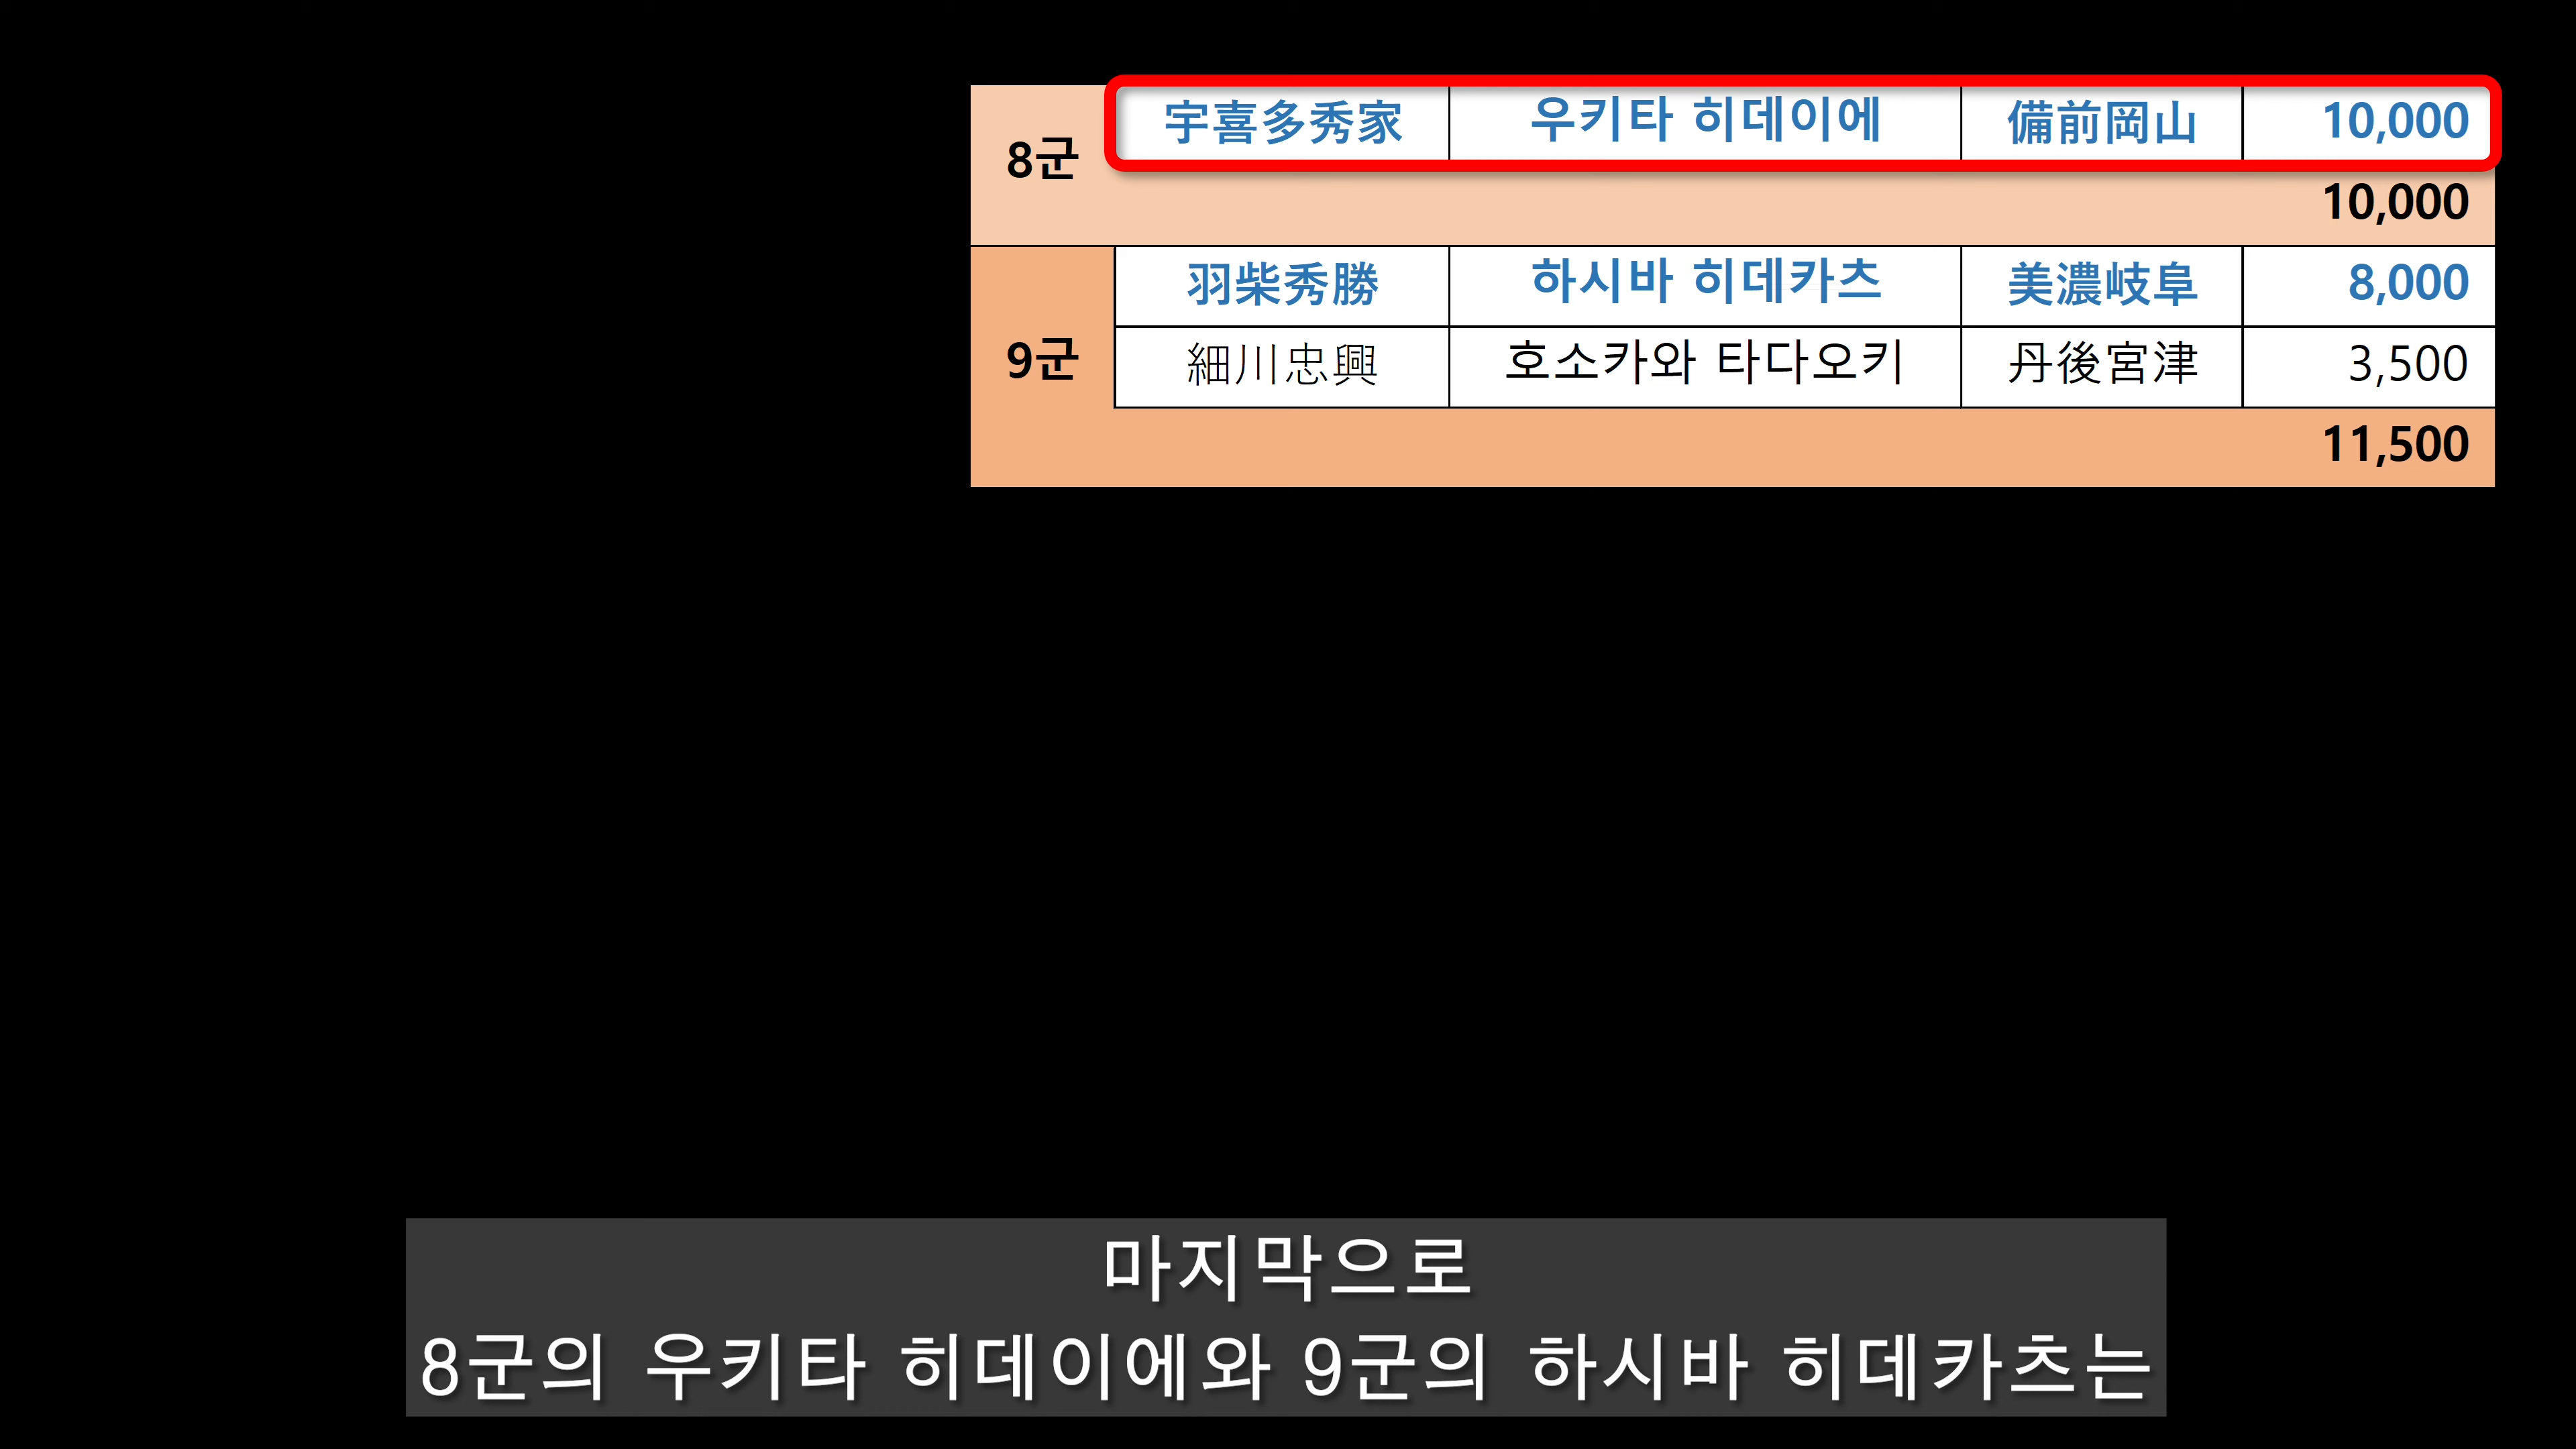 8군 宇喜多秀家 우키타 히데이에 備前岡山 10,000
10,000
9군 羽柴秀勝 하시바 히데카츠 美濃岐阜 8,000
細川忠興 호소카와 타다오키 丹後宮津 3,500
11,500
마지막으로
8군의 우키타 히데이에와 9군의 하시바 히데카츠는